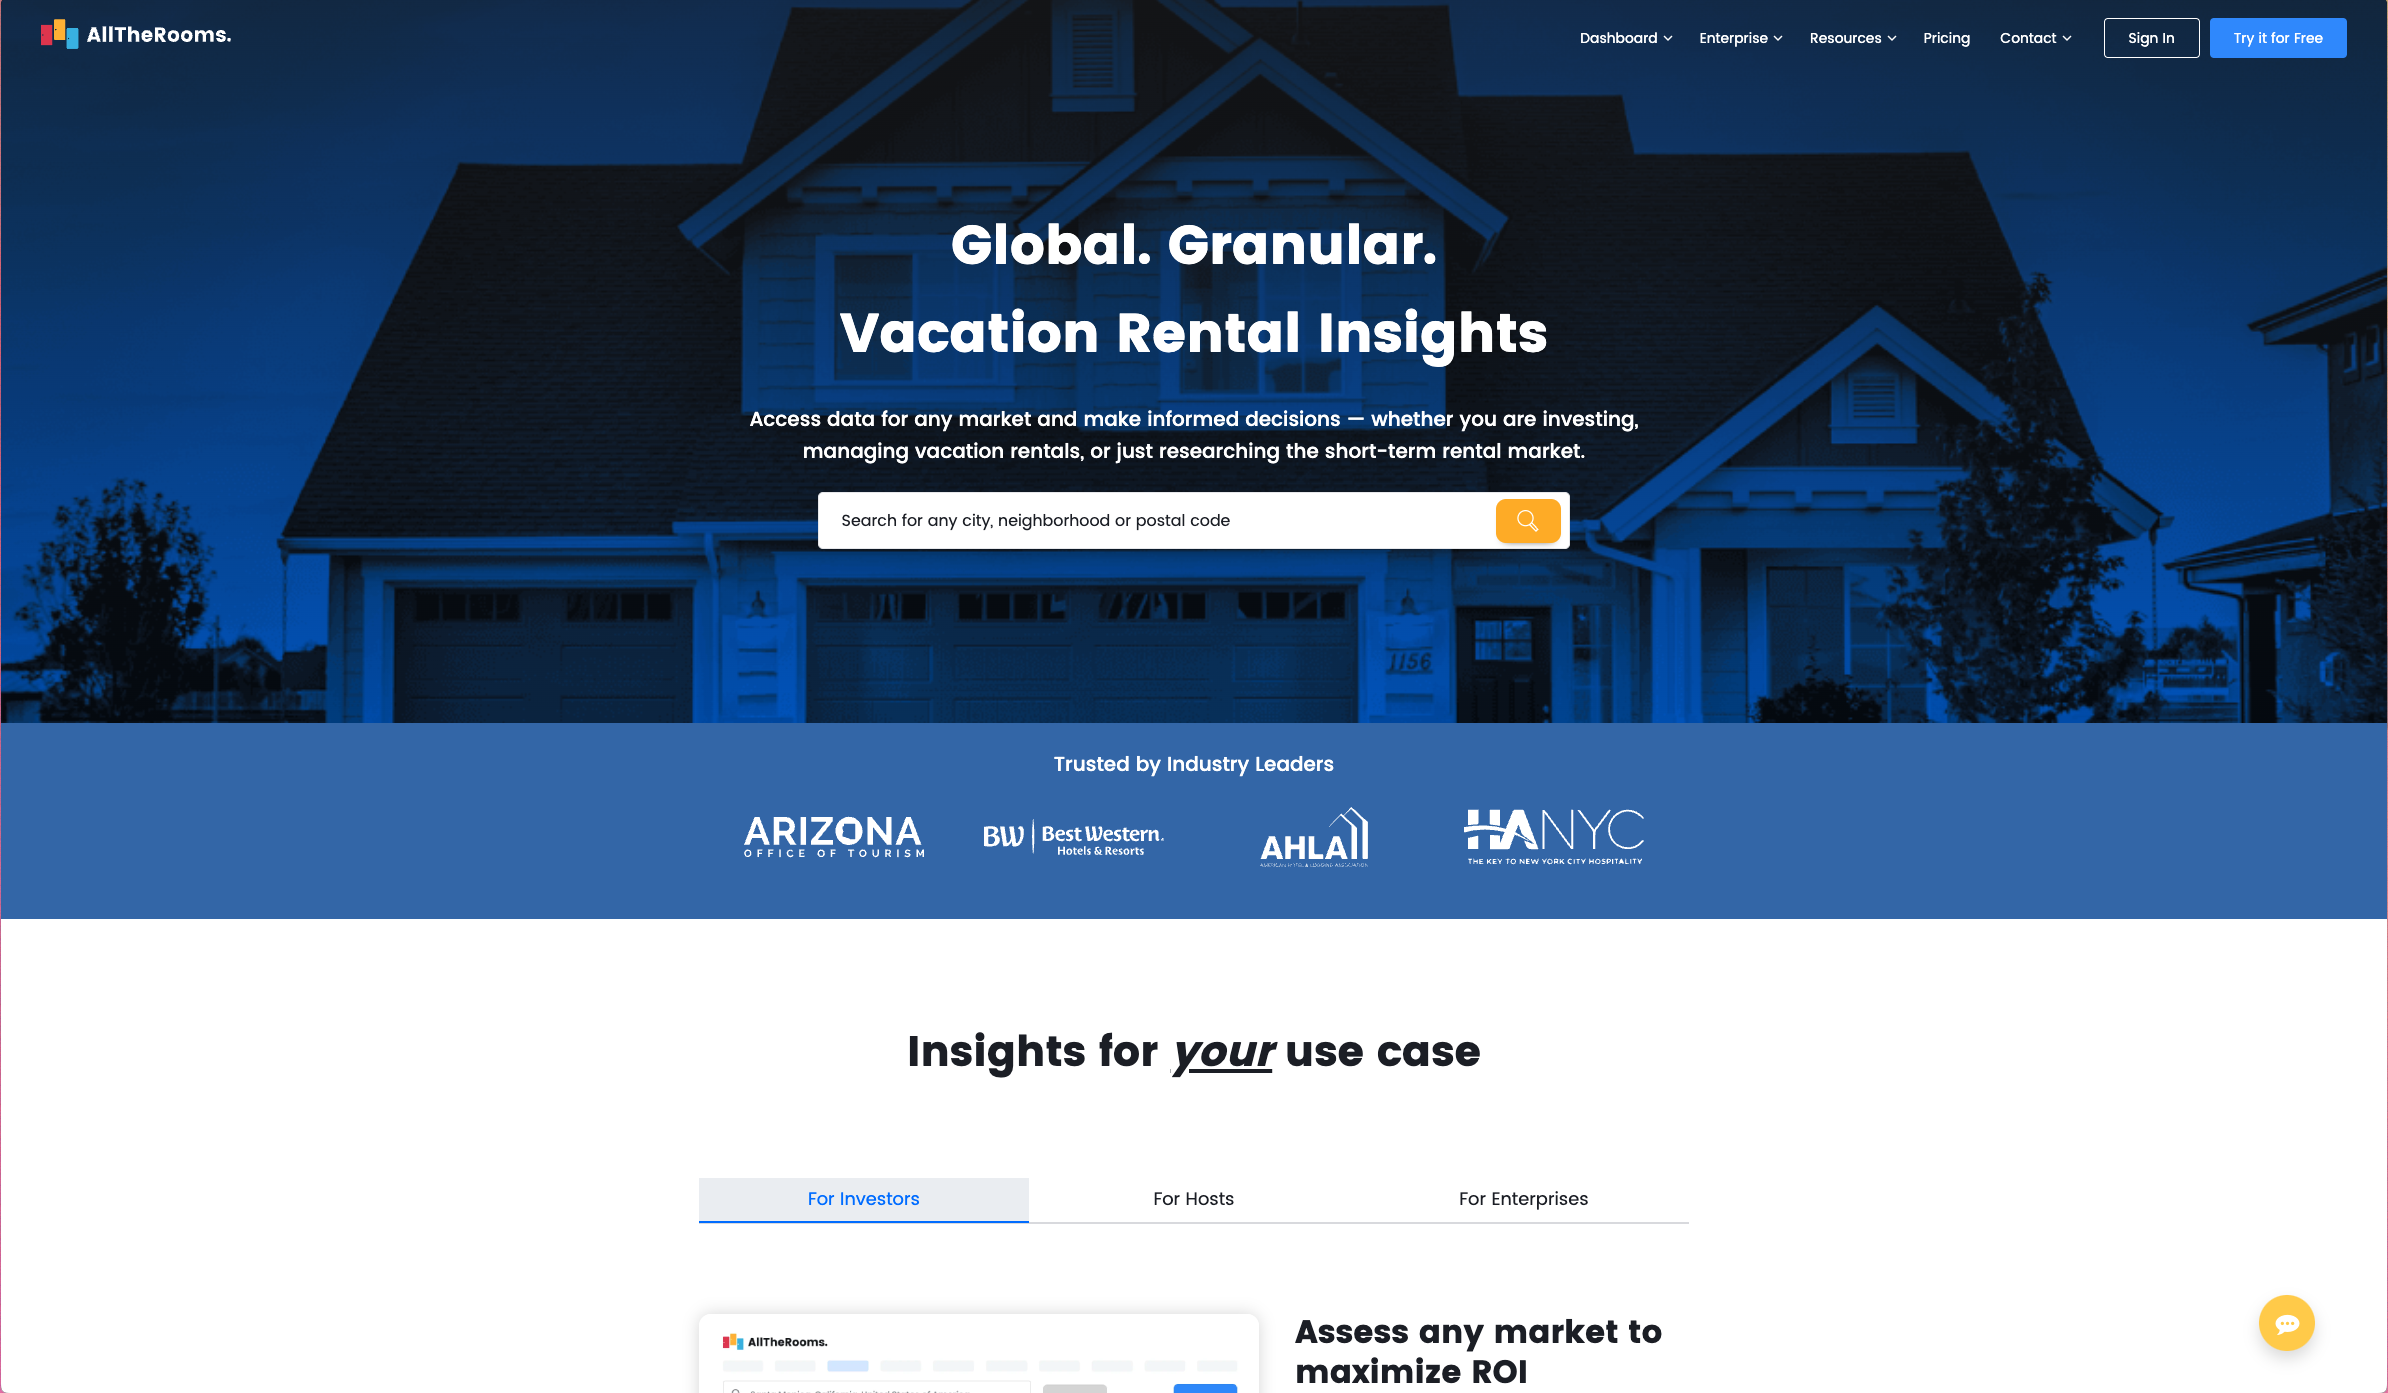 AllTheRooms.
Dashboard
Enterprise
Resources
Pricing
Contact
Sign In
Try it for Free
Global. Granular.
Vacation Rental Insights
Access data for any market and make informed decisions — whether you are investing,
managing vacation rentals, or just researching the short-term rental market.
Search for any city, neighborhood or postal code
1156
Trusted by Industry Leaders
ARIZONA
OFFICE OF TOURISM
BW Best Western.
Hotels & Resorts
AHLA
AMERICAN HOTEL & LODGING ASSOCIATION
HANYC
THE KEY TO NEW YORK CITY HOSPITALITY
Insights for your use case
For Investors
For Hosts
For Enterprises
AllTheRooms.
Assess any market to
maximize ROI